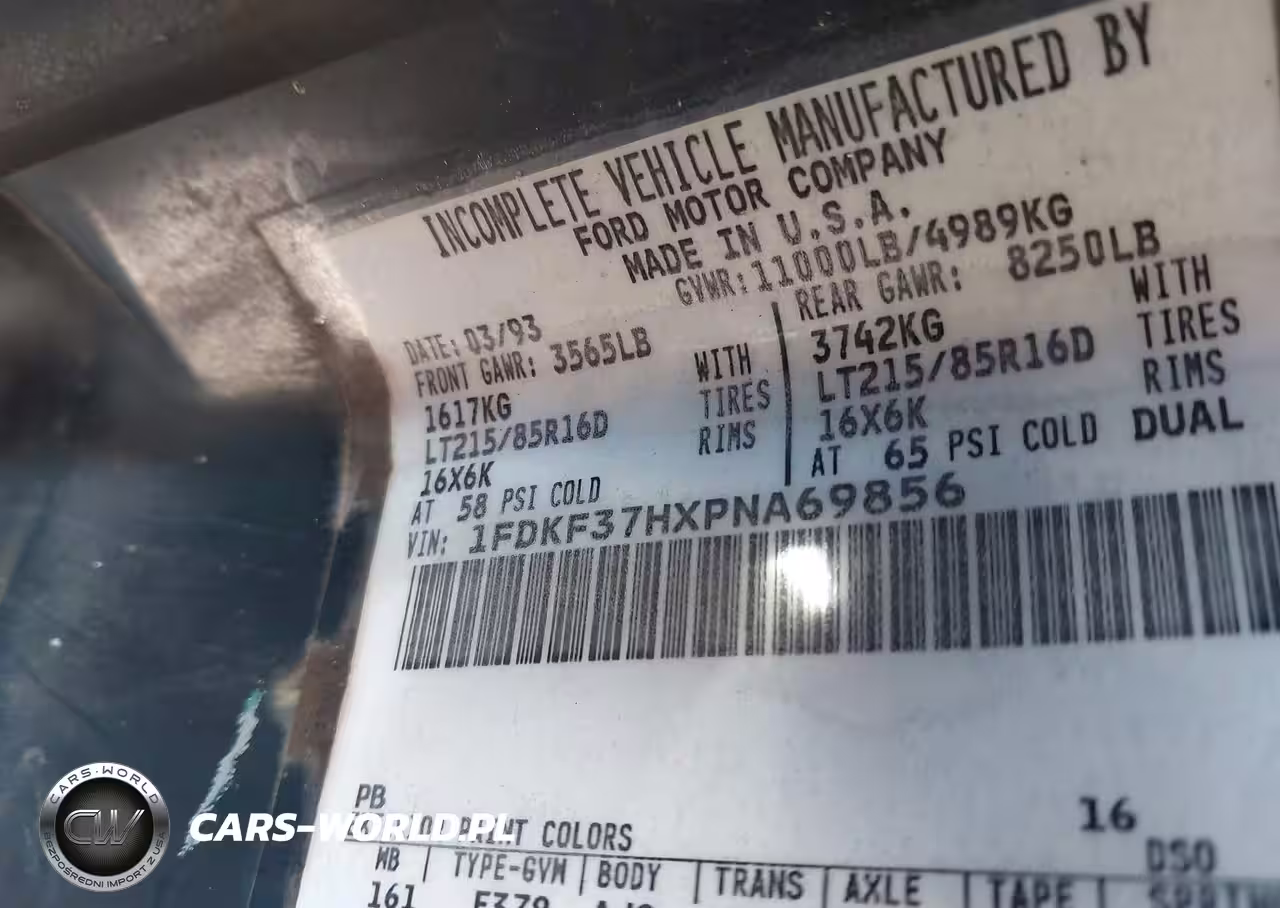 INCOMPLETE VEHICLE MANUFACTURED BY
FORD MOTOR COMPANY
MADE IN U.S.A.
GVWR: 11000LB/4989KG
DATE: 03/93
FRONT GAWR: 3565LB
1617KG WITH
LT215/85R16D TIRES
16X6K RIMS
AT 58 PSI COLD
REAR GAWR: 8250LB
3742KG WITH
LT215/85R16D TIRES
16X6K RIMS
AT 65 PSI COLD DUAL
VIN: 1FDKF37HXPNA69856
PB
16
PAINT COLORS
DSO
WB TYPE-GVM BODY TRANS AXLE TAPE
161
CARS-WORLD
CW
BEZPOŚREDNI IMPORT Z USA
CARS-WORLD.PL